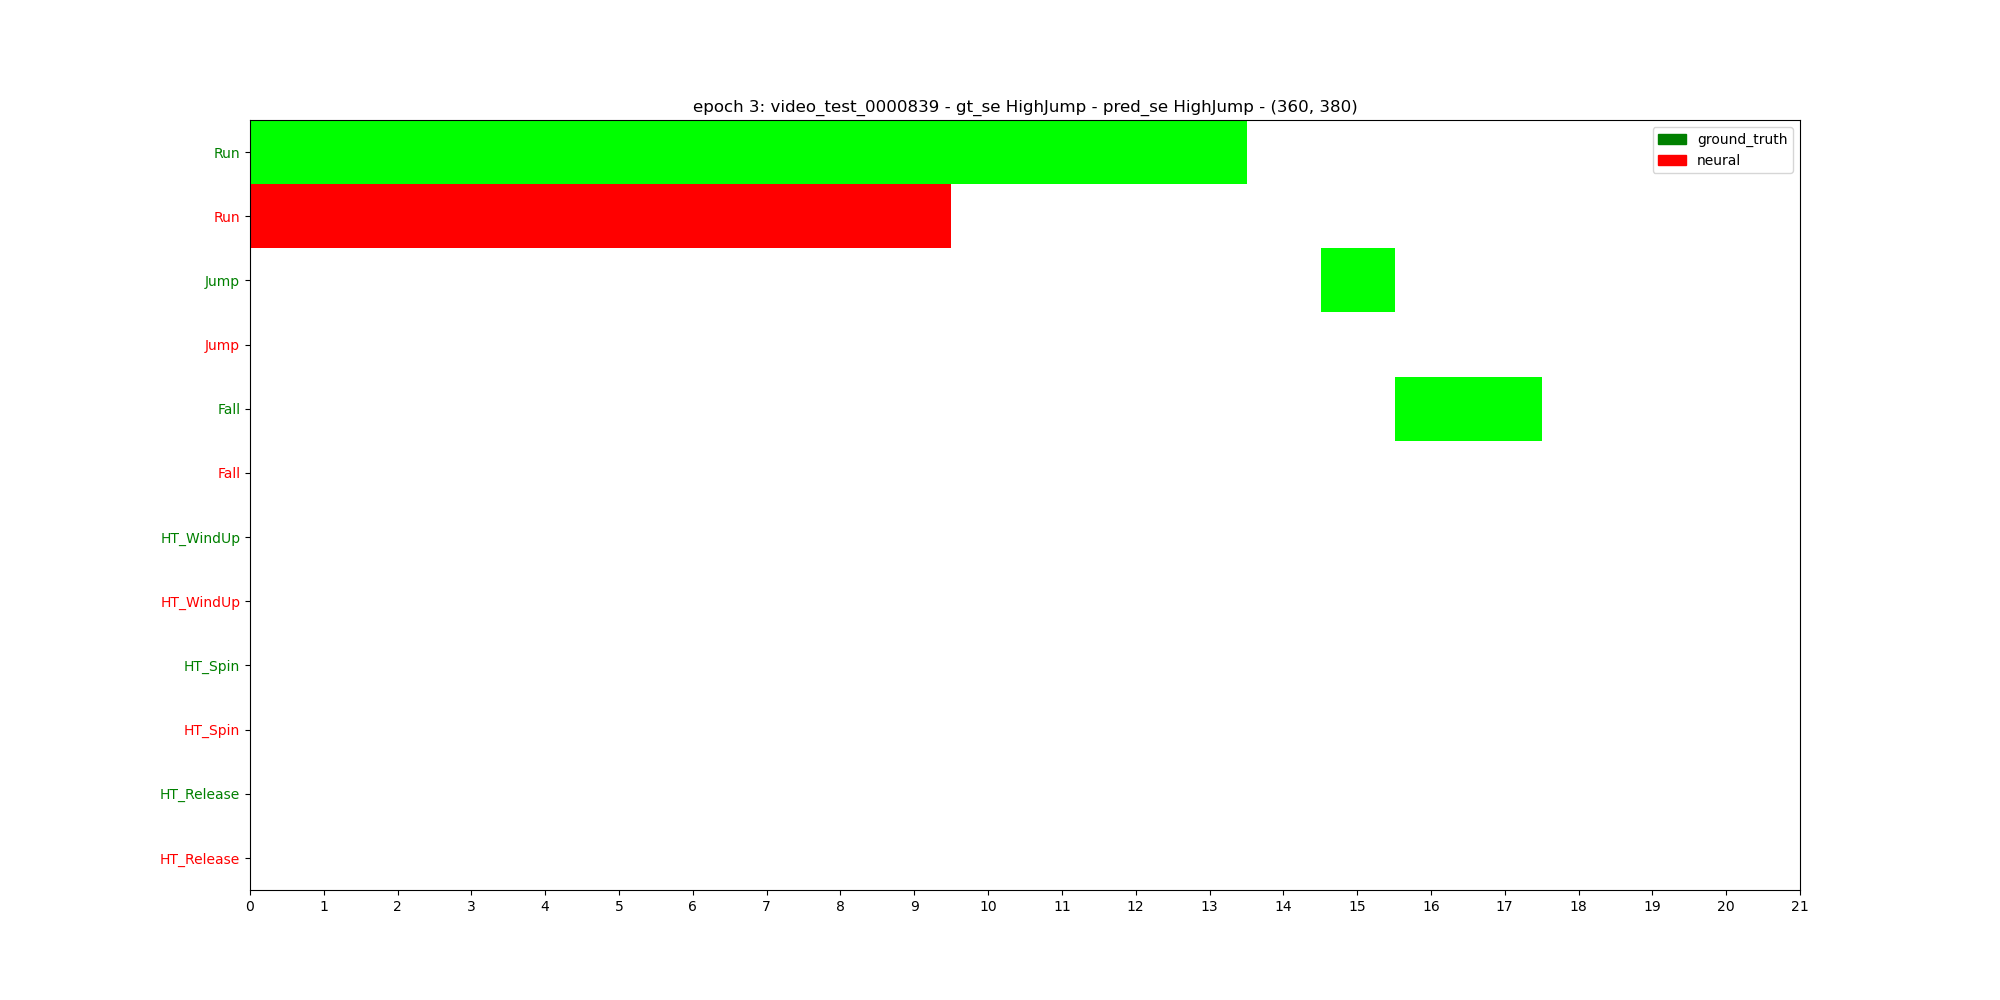 epoch 3: video_test_0000839 - gt_se HighJump - pred_se HighJump - (360, 380)
ground_truth
neural
Run
Run
Jump
Jump
Fall
Fall
HT_WindUp
HT_WindUp
HT_Spin
HT_Spin
HT_Release
HT_Release
0 1 2 3 4 5 6 7 8 9 10 11 12 13 14 15 16 17 18 19 20 21